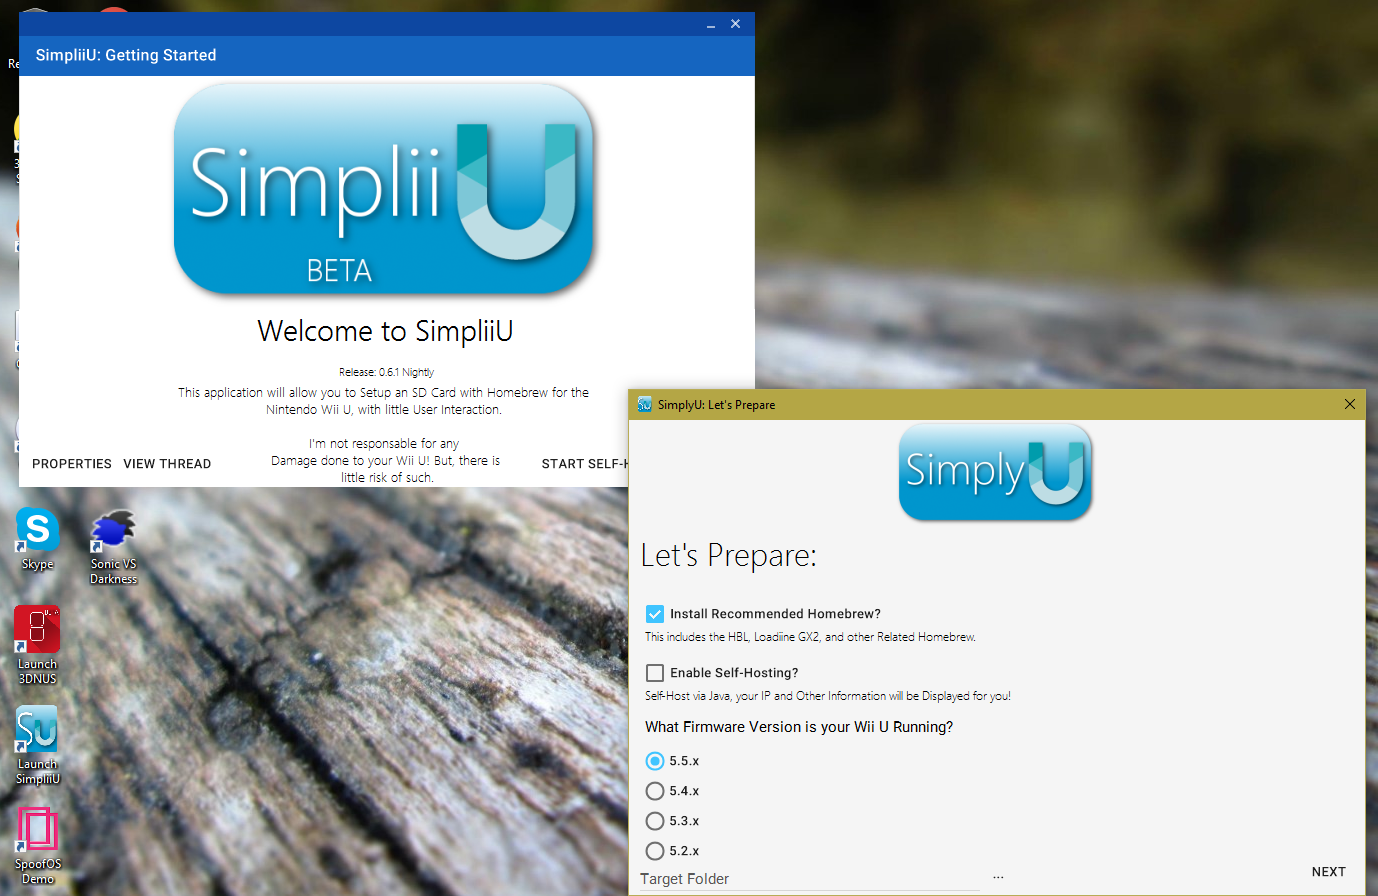 SimpliiU: Getting Started
Simplii U
BETA
Welcome to SimpliiU
Release: 0.6.1 Nightly
This application will allow you to Setup an SD Card with Homebrew for the
Nintendo Wii U, with little User Interaction.
I'm not responsible for any
Damage done to your Wii U! But, there is
little risk of such.
PROPERTIES
VIEW THREAD
START SELF-H
SimplyU: Let's Prepare
Simply U
Let's Prepare:
Install Recommended Homebrew?
This includes the HBL, Loadiine GX2, and other Related Homebrew.
Enable Self-Hosting?
Self-Host via Java, your IP and Other Information will be Displayed for you!
What Firmware Version is your Wii U Running?
5.5.x
5.4.x
5.3.x
5.2.x
Target Folder
...
NEXT
Skype
Sonic VS
Darkness
Launch
3DNUS
SU
Launch
SimpliiU
SpoofOS
Demo